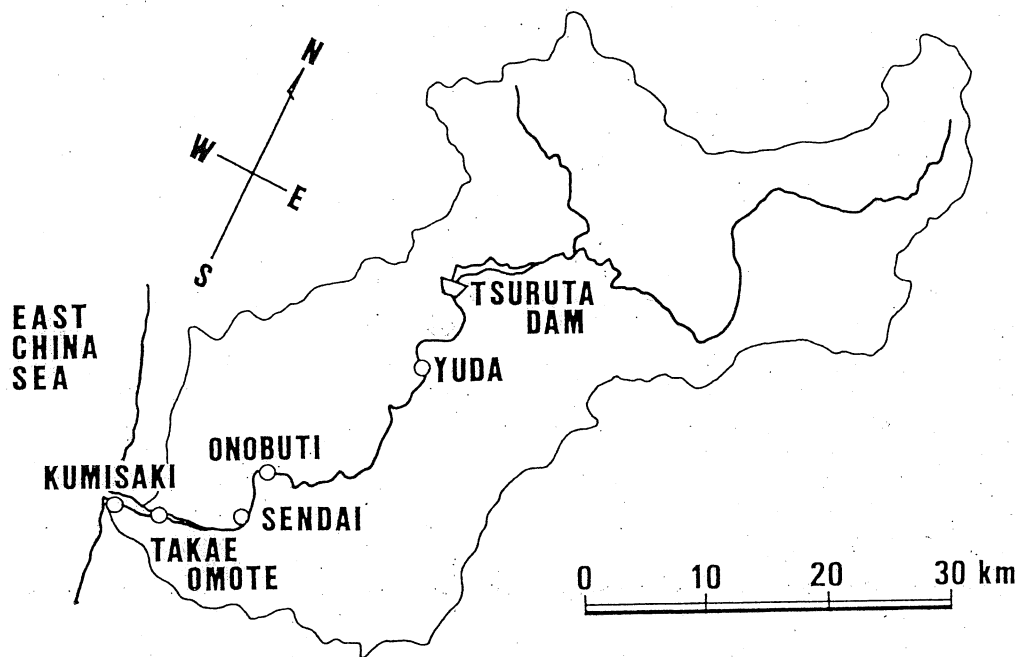 N
W
E
S
EAST
CHINA
SEA
TSURUTA
DAM
YUDA
ONOBUTI
KUMISAKI
SENDAI
TAKAE
OMOTE
0 10 20 30 km